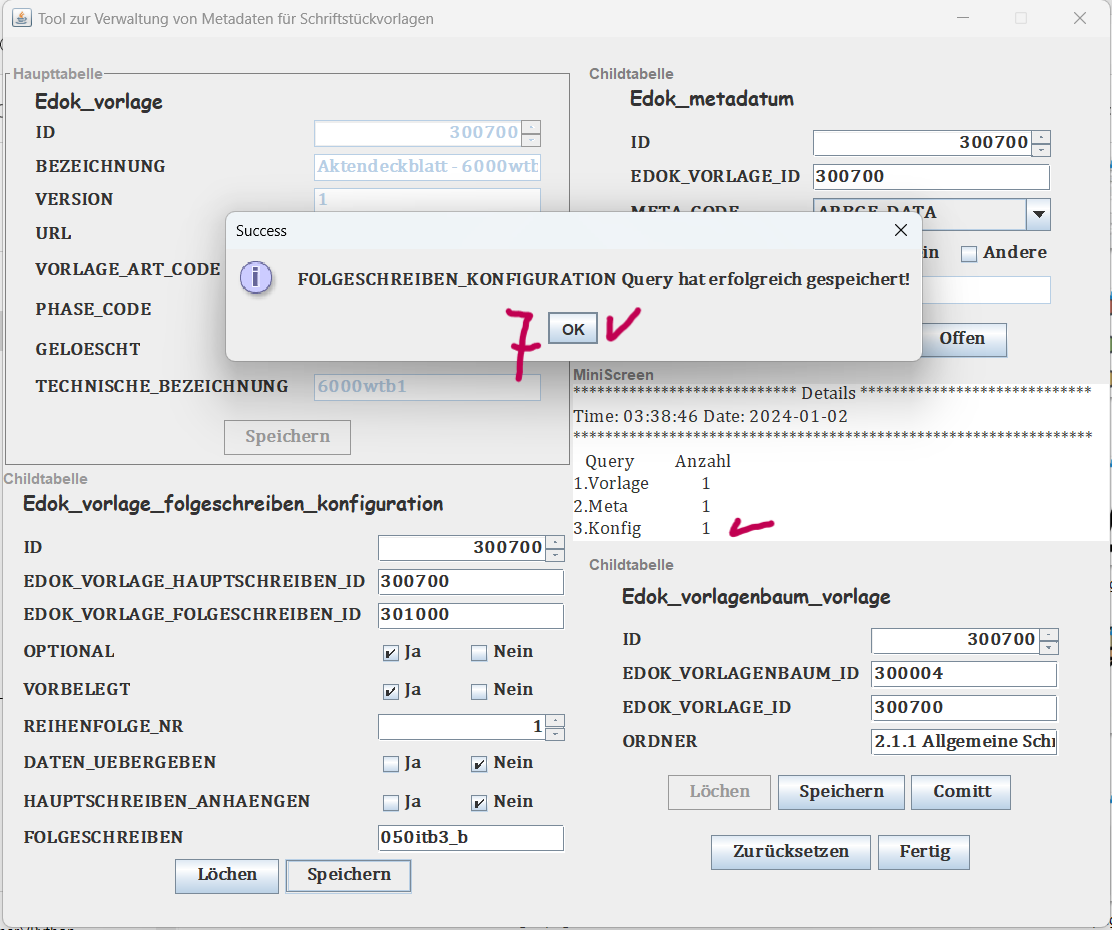 Tool zur Verwaltung von Metadaten für Schriftstückvorlagen
Haupttabelle
Edok_vorlage
ID 300700
BEZEICHNUNG Aktendeckblatt - 6000wtb
VERSION 1
URL
VORLAGE_ART_CODE
PHASE_CODE
GELOESCHT
TECHNISCHE_BEZEICHNUNG 6000wtb1
Speichern
Childtabelle
Edok_metadatum
ID 300700
EDOK_VORLAGE_ID 300700
META_CODE ARBGE_DATA
ein Andere
Offen
Success
FOLGESCHREIBEN_KONFIGURATION Query hat erfolgreich gespeichert!
7 OK
MiniScreen
**************************** Details *****************************
Time: 03:38:46 Date: 2024-01-02
*****************************************************************
Query Anzahl
1.Vorlage 1
2.Meta 1
3.Konfig 1
Childtabelle
Edok_vorlage_folgeschreiben_konfiguration
ID 300700
EDOK_VORLAGE_HAUPTSCHREIBEN_ID 300700
EDOK_VORLAGE_FOLGESCHREIBEN_ID 301000
OPTIONAL Ja Nein
VORBELEGT Ja Nein
REIHENFOLGE_NR 1
DATEN_UEBERGEBEN Ja Nein
HAUPTSCHREIBEN_ANHAENGEN Ja Nein
FOLGESCHREIBEN 050itb3_b
Löchen Speichern
Childtabelle
Edok_vorlagenbaum_vorlage
ID 300700
EDOK_VORLAGENBAUM_ID 300004
EDOK_VORLAGE_ID 300700
ORDNER 2.1.1 Allgemeine Schr
Löchen Speichern Comitt
Zurücksetzen Fertig